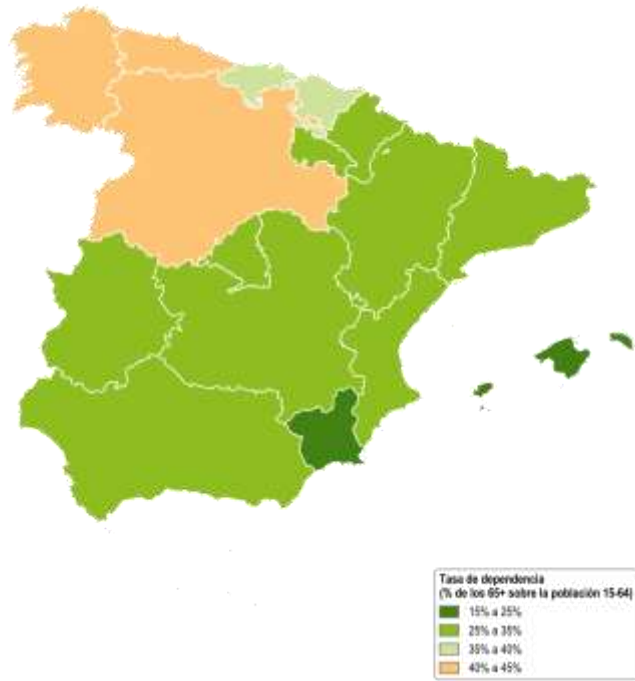 Tasa de dependencia
(% de los 65+ sobre la población 15-64)
15% a 25%
25% a 35%
35% a 40%
40% a 45%